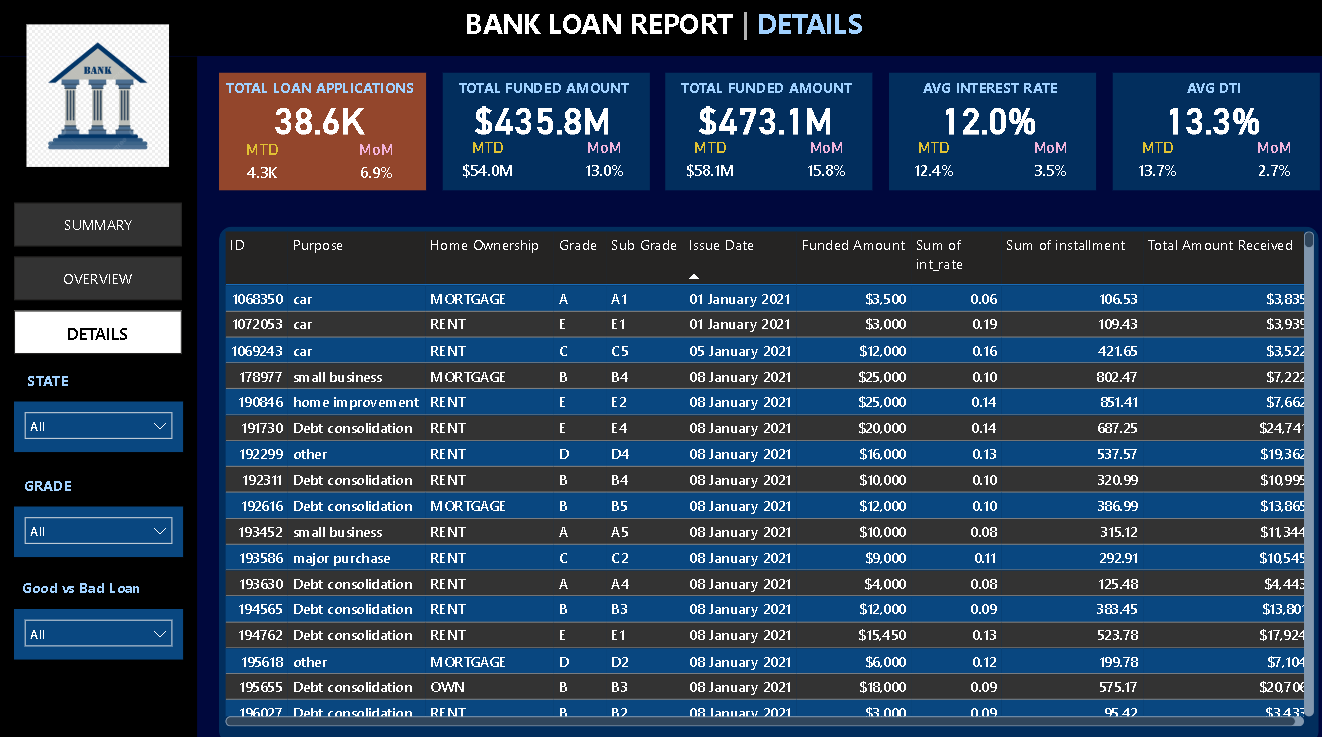 BANK LOAN REPORT | DETAILS
BANK
TOTAL LOAN APPLICATIONS
38.6K
MTD MoM
4.3K 6.9%
TOTAL FUNDED AMOUNT
$435.8M
MTD MoM
$54.0M 13.0%
TOTAL FUNDED AMOUNT
$473.1M
MTD MoM
$58.1M 15.8%
AVG INTEREST RATE
12.0%
MTD MoM
12.4% 3.5%
AVG DTI
13.3%
MTD MoM
13.7% 2.7%
SUMMARY
OVERVIEW
DETAILS
STATE
All
GRADE
All
Good vs Bad Loan
All
ID Purpose Home Ownership Grade Sub Grade Issue Date Funded Amount Sum of int_rate Sum of installment Total Amount Received
1068350 car MORTGAGE A A1 01 January 2021 $3,500 0.06 106.53 $3,835
1072053 car RENT E E1 01 January 2021 $3,000 0.19 109.43 $3,939
1069243 car RENT C C5 05 January 2021 $12,000 0.16 421.65 $3,522
178977 small business MORTGAGE B B4 08 January 2021 $25,000 0.10 802.47 $7,222
190846 home improvement RENT E E2 08 January 2021 $25,000 0.14 851.41 $7,662
191730 Debt consolidation RENT E E4 08 January 2021 $20,000 0.14 687.25 $24,741
192299 other RENT D D4 08 January 2021 $16,000 0.13 537.57 $19,362
192311 Debt consolidation RENT B B4 08 January 2021 $10,000 0.10 320.99 $10,995
192616 Debt consolidation MORTGAGE B B5 08 January 2021 $12,000 0.10 386.99 $13,865
193452 small business RENT A A5 08 January 2021 $10,000 0.08 315.12 $11,344
193586 major purchase RENT C C2 08 January 2021 $9,000 0.11 292.91 $10,545
193630 Debt consolidation RENT A A4 08 January 2021 $4,000 0.08 125.48 $4,443
194565 Debt consolidation RENT B B3 08 January 2021 $12,000 0.09 383.45 $13,801
194762 Debt consolidation RENT E E1 08 January 2021 $15,450 0.13 523.78 $17,924
195618 other MORTGAGE D D2 08 January 2021 $6,000 0.12 199.78 $7,104
195655 Debt consolidation OWN B B3 08 January 2021 $18,000 0.09 575.17 $20,706
196027 Debt consolidation RENT B B2 08 January 2021 $3,000 0.09 95.42 $3,433